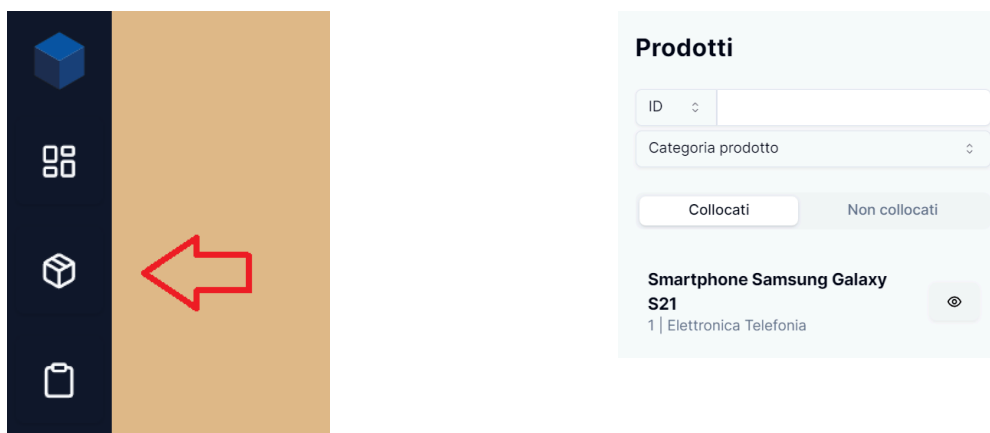 Prodotti
ID
Categoria prodotto
Collocati Non collocati
Smartphone Samsung Galaxy
S21
1 | Elettronica Telefonia